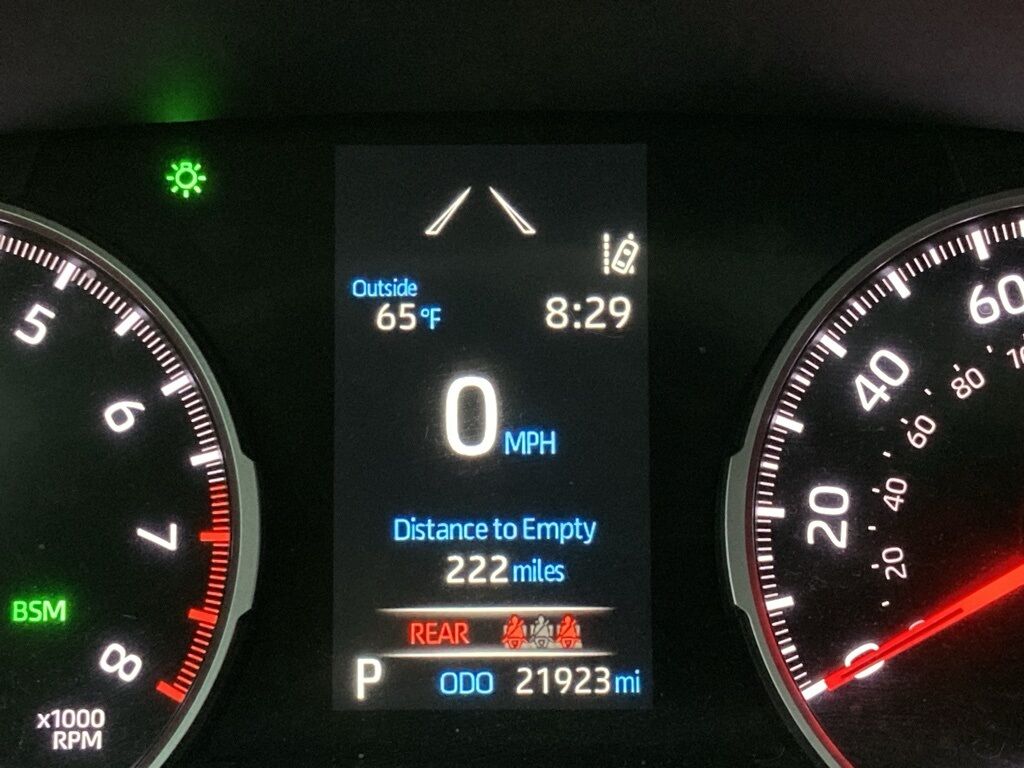 5
6
7
8
BSM
x1000
RPM
Outside
65°F
8:29
0 MPH
Distance to Empty
222 miles
REAR
P
ODO 21923 mi
60
40
20
0
80
60
40
20